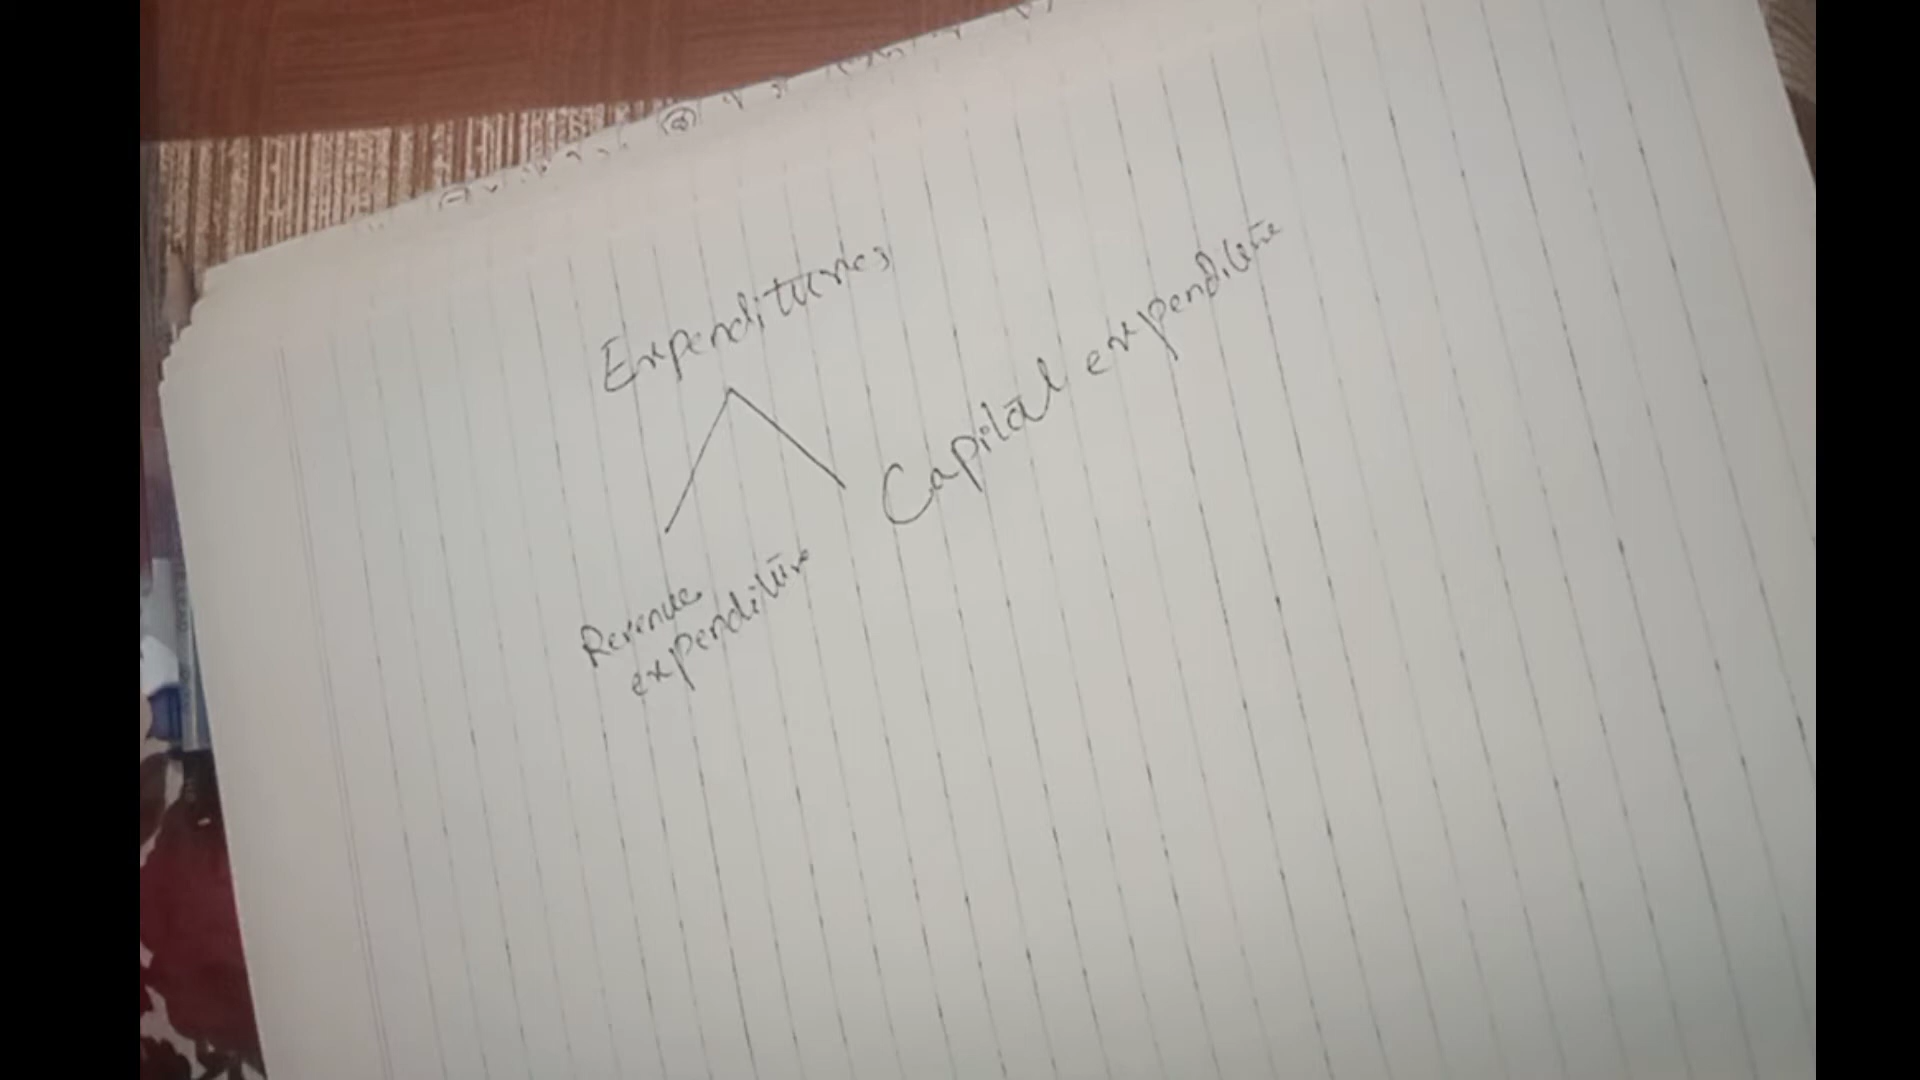 Expenditures
Capital expenditure
Revenue
expenditure